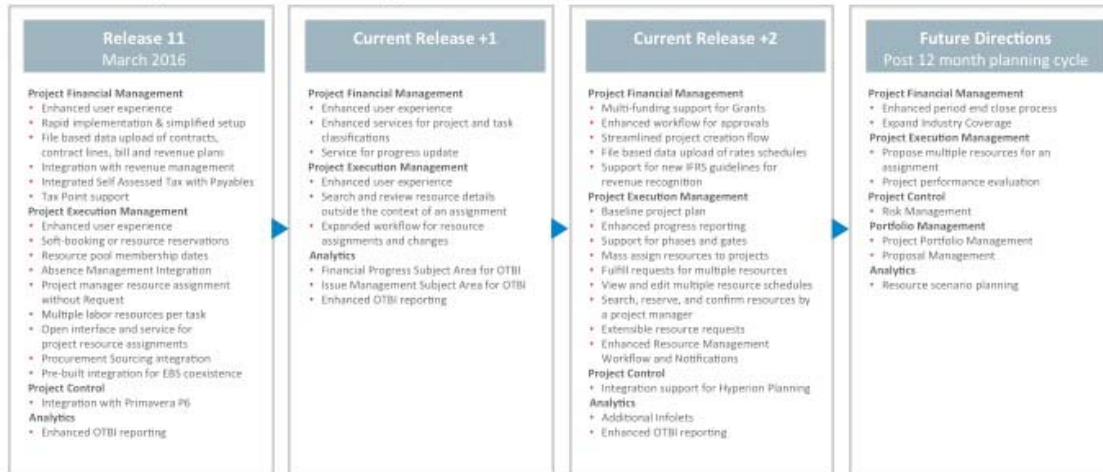 Release 11
March 2016
Project Financial Management
• Enhanced user experience
• Rapid implementation & simplified setup
• File based data upload of contracts,
contract lines, bill and revenue plans
• Integration with revenue management
• Integrated Self Assessed Tax with Payables
• Tax Point support
Project Execution Management
• Enhanced user experience
• Soft-booking or resource reservations
• Resource pool membership dates
• Absence Management Integration
• Project manager resource assignment
without Request
• Multiple labor resources per task
• Open interface and service for
project resource assignments
• Procurement Sourcing integration
• Pre-built integration for EBS coexistence
Project Control
• Integration with Primavera P6
Analytics
• Enhanced OTBI reporting
Current Release +1
Project Financial Management
• Enhanced user experience
• Enhanced services for project and task
classifications
• Service for progress update
Project Execution Management
• Enhanced user experience
• Search and review resource details
outside the context of an assignment
• Expanded workflow for resource
assignments and changes
Analytics
• Financial Progress Subject Area for OTBI
• Issue Management Subject Area for OTBI
• Enhanced OTBI reporting
Current Release +2
Project Financial Management
• Multi-funding support for Grants
• Enhanced workflow for approvals
• Streamlined project creation flow
• File based data upload of rates schedules
• Support for new IFRS guidelines for
revenue recognition
Project Execution Management
• Baseline project plan
• Enhanced progress reporting
• Support for phases and gates
• Mass assign resources to projects
• Fulfill requests for multiple resources
• View and edit multiple resource schedules
• Search, reserve, and confirm resources by
a project manager
• Extensible resource requests
• Enhanced Resource Management
Workflow and Notifications
Project Control
• Integration support for Hyperion Planning
Analytics
• Additional Infolets
• Enhanced OTBI reporting
Future Directions
Post 12 month planning cycle
Project Financial Management
• Enhanced period end close process
• Expand Industry Coverage
Project Execution Management
• Propose multiple resources for an
assignment
• Project performance evaluation
Project Control
• Risk Management
Portfolio Management
• Project Portfolio Management
• Proposal Management
Analytics
• Resource scenario planning